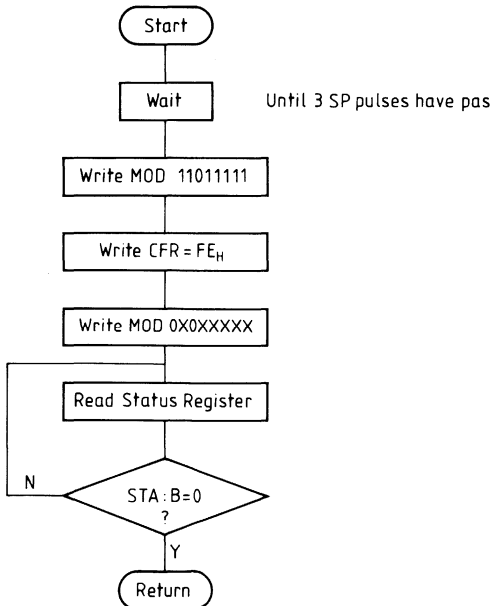 Start
Wait
Until 3 SP pulses have pas
Write MOD 11011111
Write CFR = FEH
Write MOD 0X0XXXXX
Read Status Register
N
STA : B=0
?
Y
Return